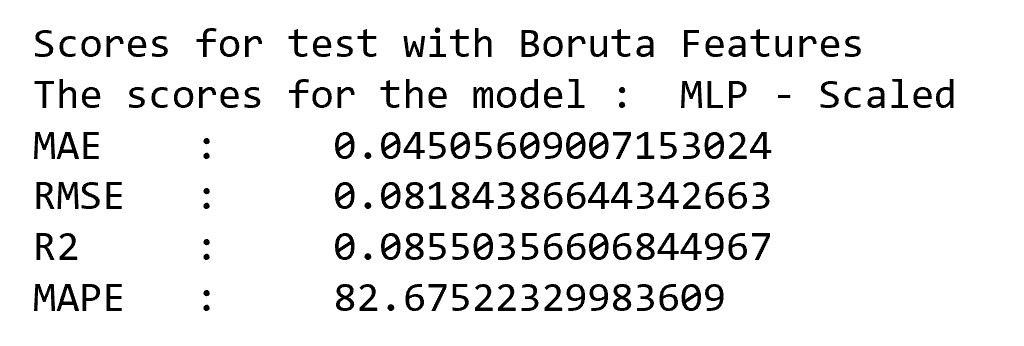 Scores for test with Boruta Features
The scores for the model :  MLP - Scaled
MAE    :     0.04505609007153024
RMSE   :     0.08184386644342663
R2     :     0.08550356606844967
MAPE   :     82.67522329983609